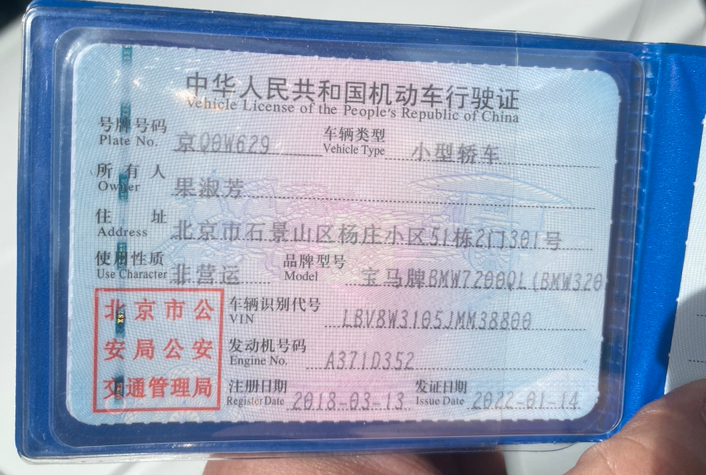 中华人民共和国机动车行驶证
Vehicle License of the People's Republic of China
号牌号码 京Q0W629 车辆类型 小型轿车
Plate No. Vehicle Type
所有人 果淑芳
Owner
住址 北京市石景山区杨庄小区51栋2门301号
Address
使用性质 非营运 品牌型号 宝马牌BMW7200QL(BMW320
Use Character Model
北京市公
安局公安
交通管理局
车辆识别代号 LBV8W3105JMM38800
VIN
发动机号码 A371D352
Engine No.
注册日期 2018-03-13 发证日期 2022-01-14
Register Date Issue Date